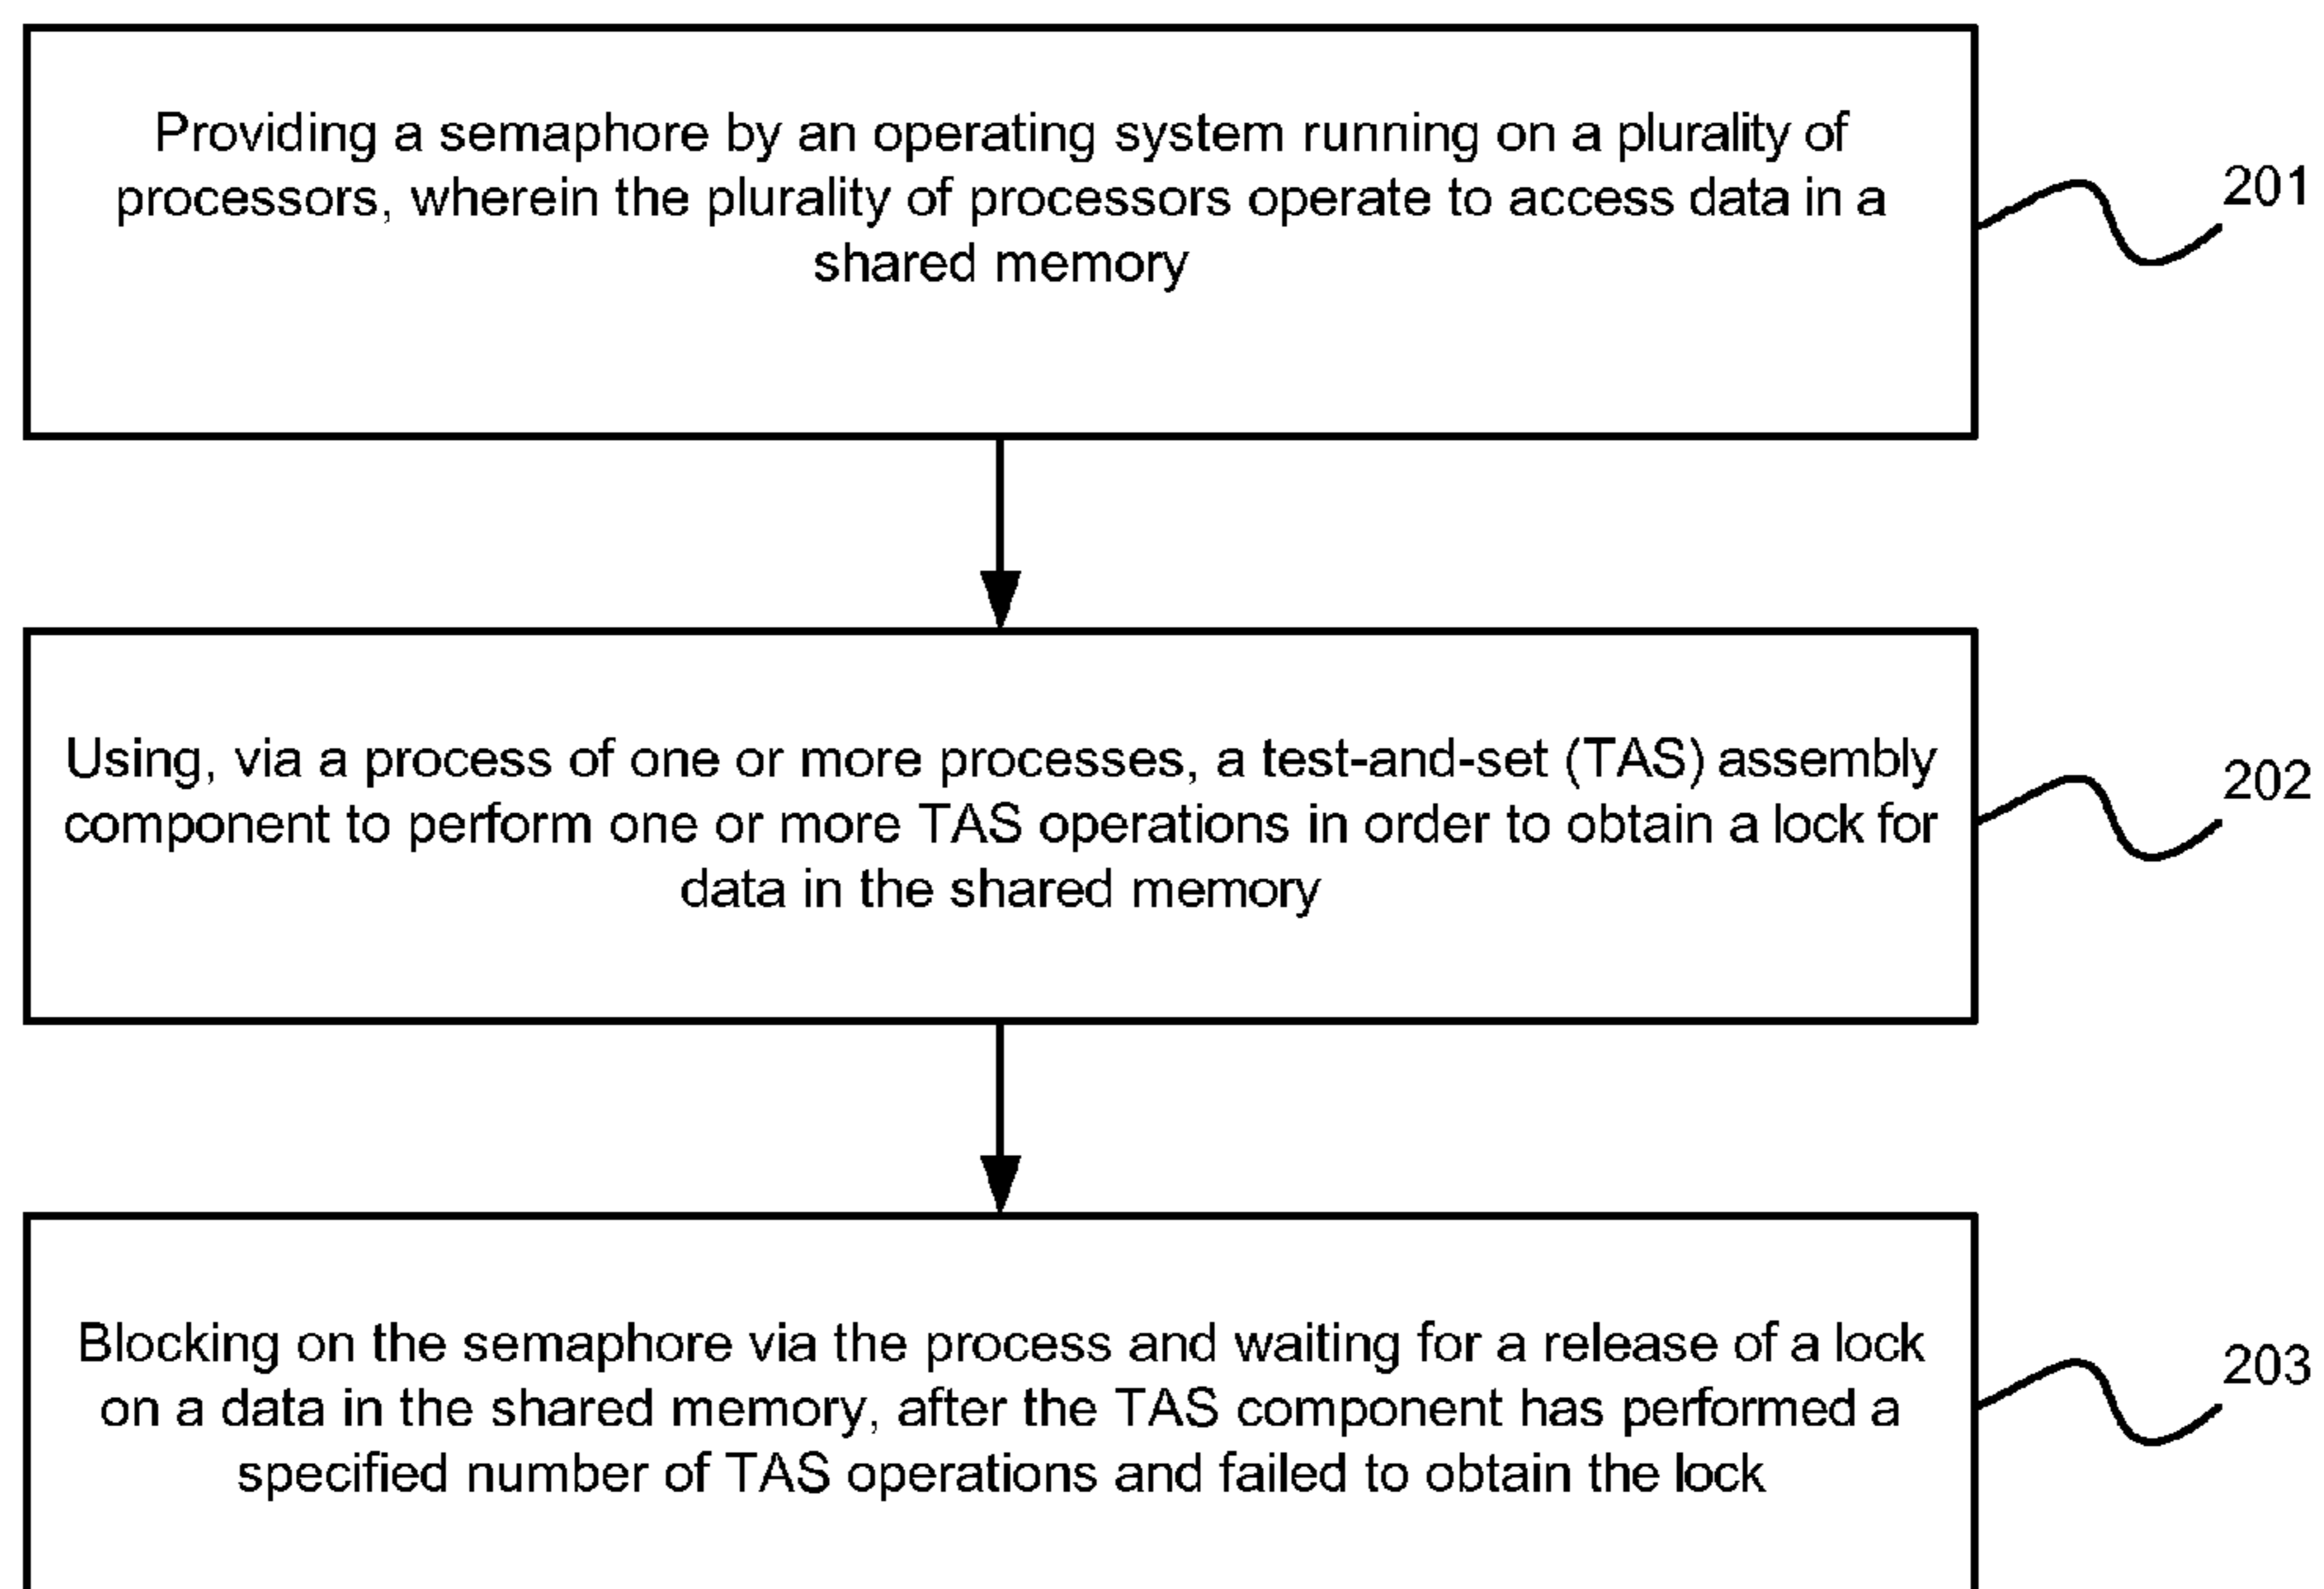 Providing a semaphore by an operating system running on a plurality of
processors, wherein the plurality of processors operate to access data in a
shared memory
201
Using, via a process of one or more processes, a test-and-set (TAS) assembly
component to perform one or more TAS operations in order to obtain a lock for
data in the shared memory
202
Blocking on the semaphore via the process and waiting for a release of a lock
on a data in the shared memory, after the TAS component has performed a
specified number of TAS operations and failed to obtain the lock
203